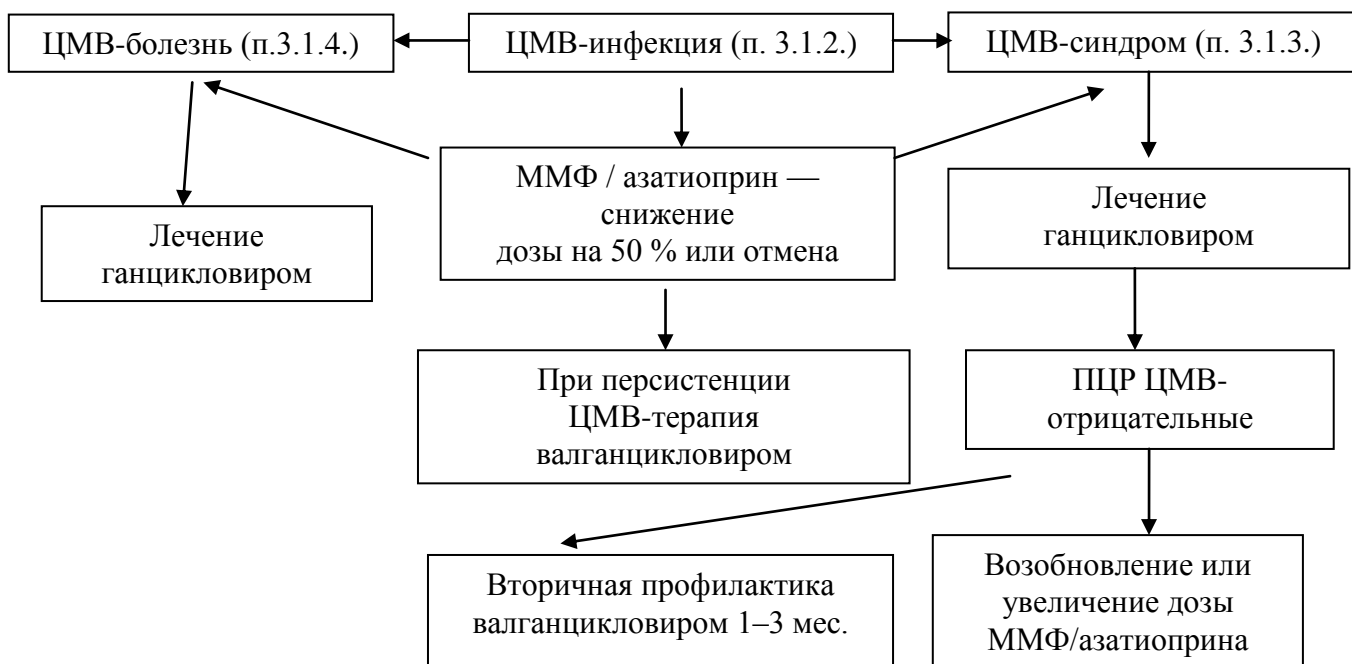 ЦМВ-болезнь (п.3.1.4.)
ЦМВ-инфекция (п. 3.1.2.)
ЦМВ-синдром (п. 3.1.3.)
ММФ / азатиоприн —
снижение
дозы на 50 % или отмена
Лечение
ганцикловиром
Лечение
ганцикловиром
При персистенции
ЦМВ-терапия
валганцикловиром
ПЦР ЦМВ-
отрицательные
Вторичная профилактика
валганцикловиром 1–3 мес.
Возобновление или
увеличение дозы
ММФ/азатиоприна